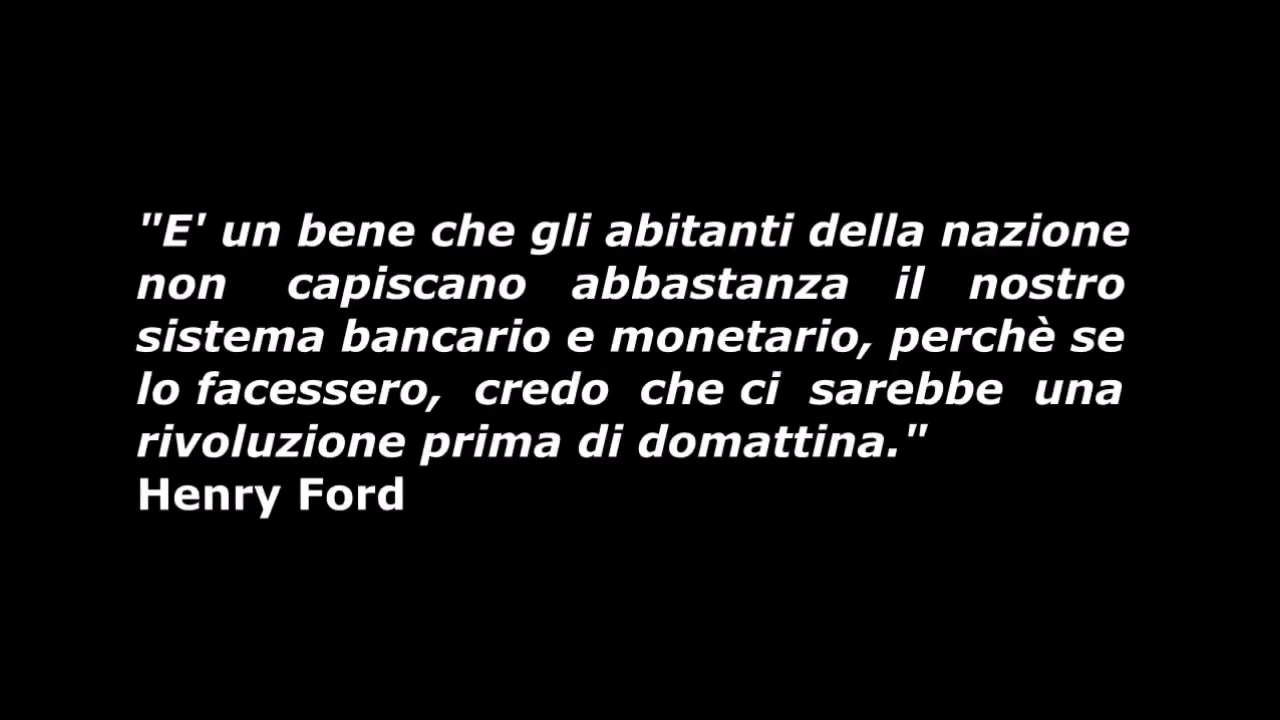 "E' un bene che gli abitanti della nazione
non capiscano abbastanza il nostro
sistema bancario e monetario, perchè se
lo facessero, credo che ci sarebbe una
rivoluzione prima di domattina."
Henry Ford